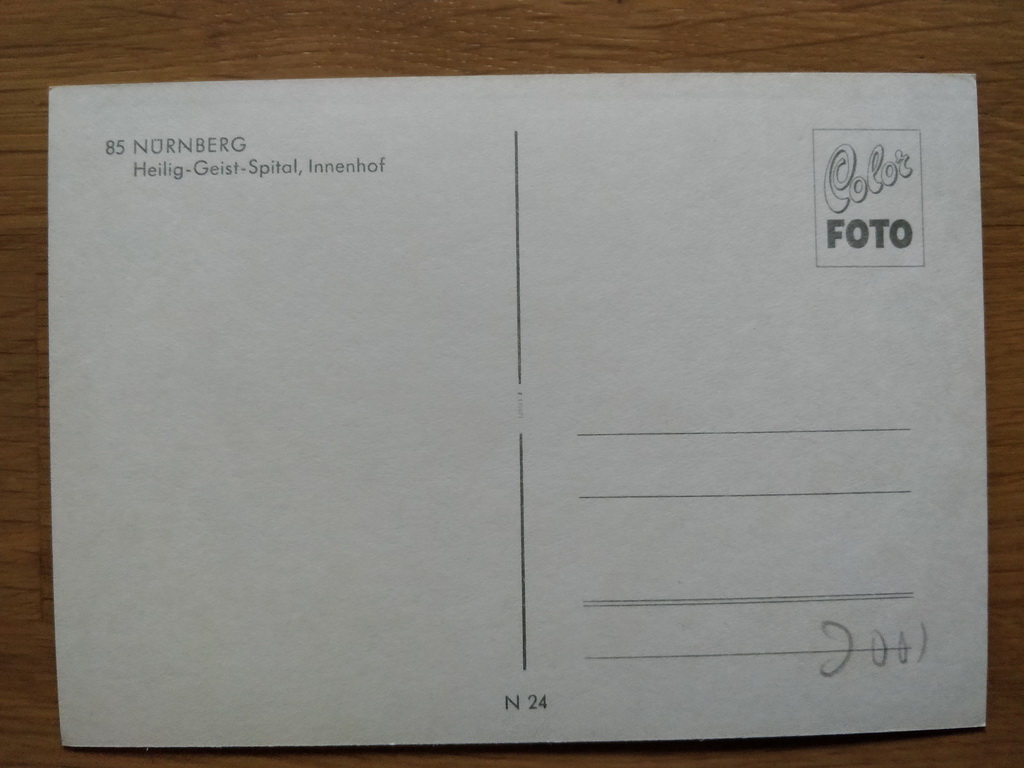 85 NÜRNBERG
Heilig-Geist-Spital, Innenhof
Color
FOTO
N 24